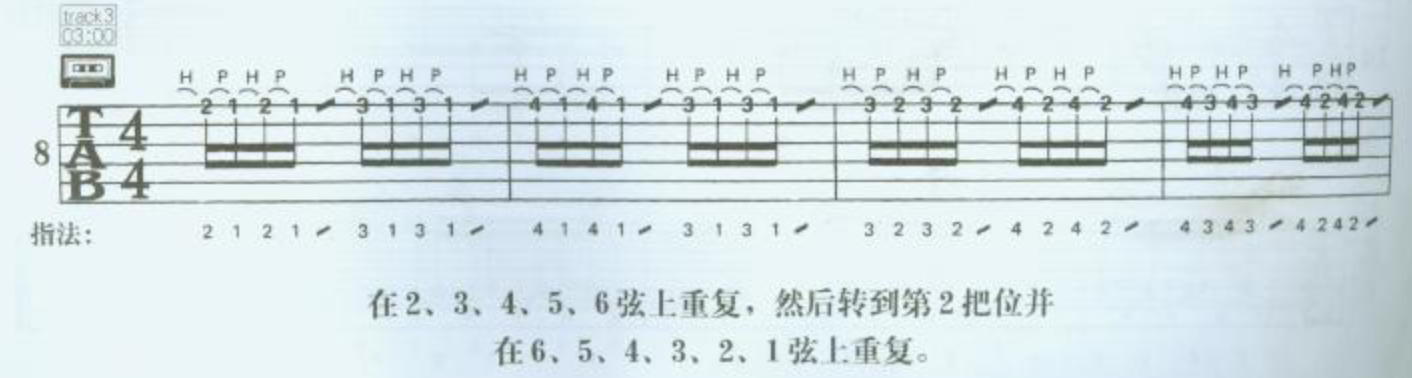 track3
03:00
H P H P H P H P H P H P H P H P H P H P H P H P H P H P H P H P
2 1 2 1 3 1 3 1 4 1 4 1 3 1 3 1 3 2 3 2 4 2 4 2 4 3 4 3 4 2 4 2
8 TAB 4/4
指法: 2 1 2 1 3 1 3 1 4 1 4 1 3 1 3 1 3 2 3 2 4 2 4 2 4 3 4 3 4 2 4 2
在2、3、4、5、6弦上重复,然后转到第2把位并
在6、5、4、3、2、1弦上重复。